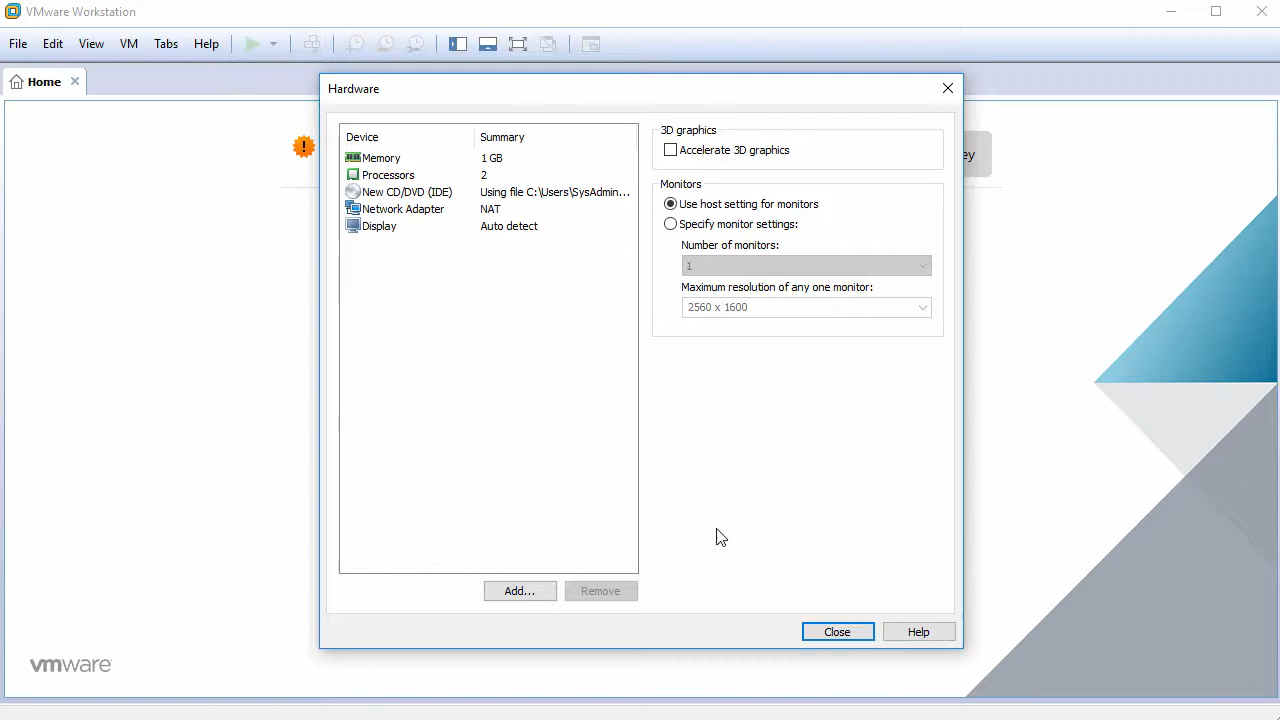 VMware Workstation
File Edit View VM Tabs Help
Home
Hardware
Device Summary
Memory 1 GB
Processors 2
New CD/DVD (IDE) Using file C:\Users\SysAdmin...
Network Adapter NAT
Display Auto detect
Add... Remove
3D graphics
Accelerate 3D graphics
Monitors
Use host setting for monitors
Specify monitor settings:
Number of monitors:
1
Maximum resolution of any one monitor:
2560 x 1600
Close Help
ey
vmware